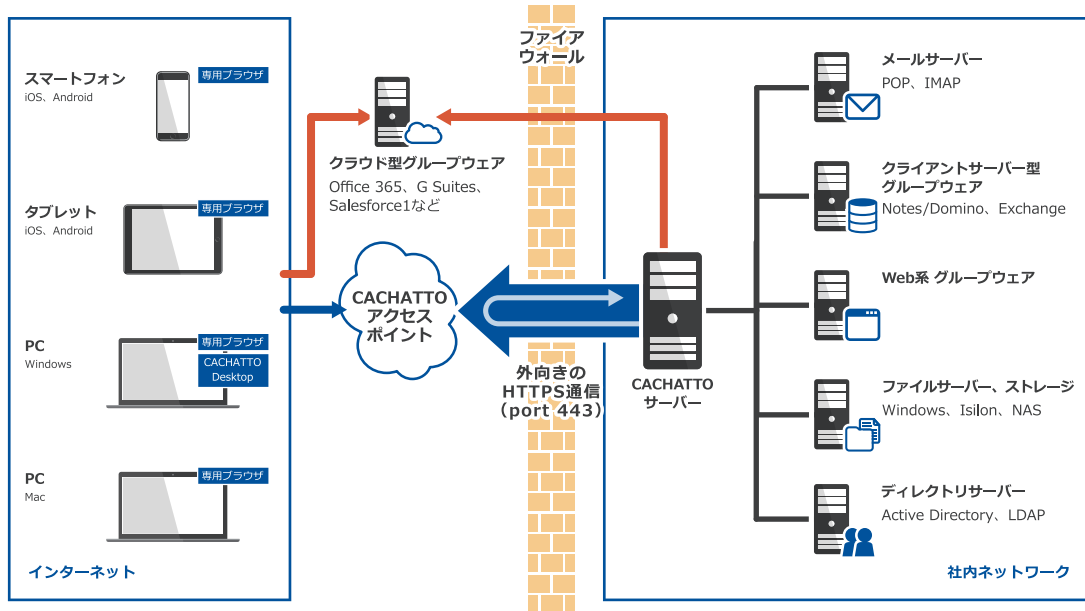 スマートフォン
iOS、Android
専用ブラウザ
タブレット
iOS、Android
専用ブラウザ
PC
Windows
専用ブラウザ
CACHATTO
Desktop
PC
Mac
専用ブラウザ
インターネット
クラウド型グループウェア
Office 365、G Suites、
Salesforce1など
CACHATTO
アクセス
ポイント
ファイア
ウォール
外向きの
HTTPS通信
（port 443）
CACHATTO
サーバー
メールサーバー
POP、IMAP
クライアントサーバー型
グループウェア
Notes/Domino、Exchange
Web系 グループウェア
ファイルサーバー、ストレージ
Windows、Isilon、NAS
ディレクトリサーバー
Active Directory、LDAP
社内ネットワーク